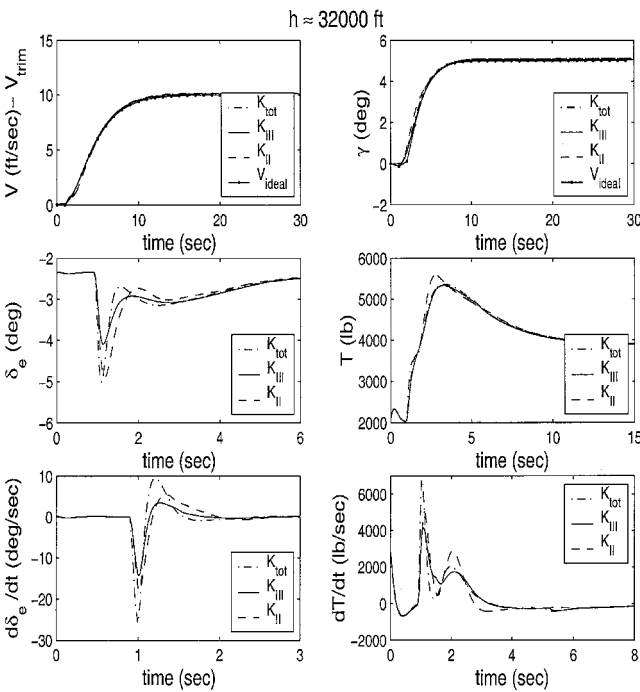 h ≈ 32000 ft
15
10
5
0
0 10 20 30
V (ft/sec) − V_trim
time (sec)
K_tot
K_III
K_II
V_ideal
6
4
2
0
−2
0 10 20 30
γ (deg)
time (sec)
K_tot
K_III
K_II
V_ideal
−2
−3
−4
−5
−6
0 2 4 6
δ_e (deg)
time (sec)
K_tot
K_III
K_II
6000
5000
4000
3000
2000
0 5 10 15
T (lb)
time (sec)
K_tot
K_III
K_II
10
0
−10
−20
−30
0 1 2 3
dδ_e/dt (deg/sec)
time (sec)
K_tot
K_III
K_II
6000
4000
2000
0
−2000
0 2 4 6 8
dT/dt (lb/sec)
time (sec)
K_tot
K_III
K_II